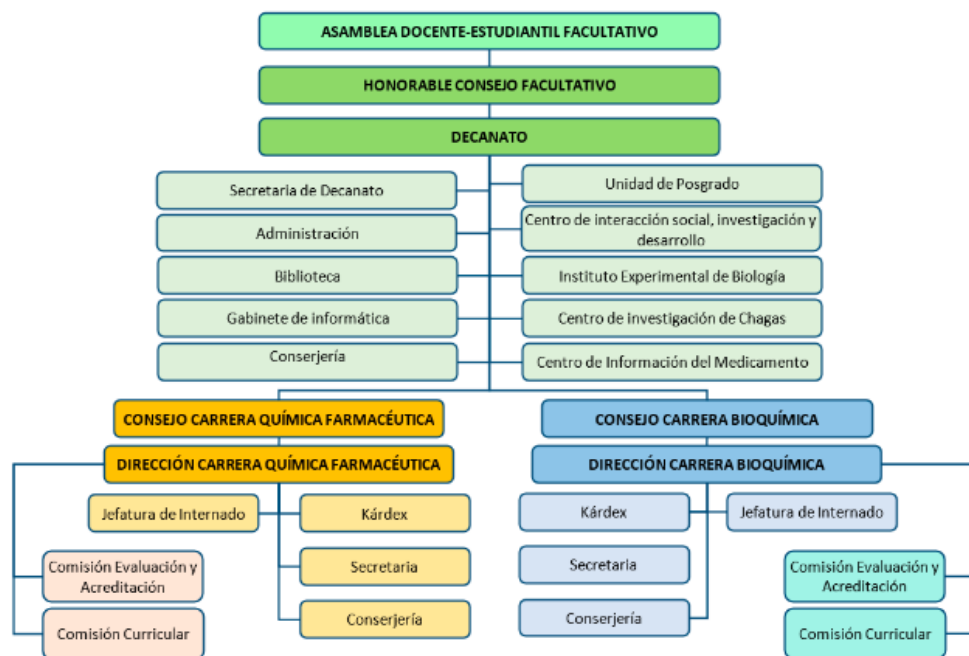 ASAMBLEA DOCENTE-ESTUDIANTIL FACULTATIVO
HONORABLE CONSEJO FACULTATIVO
DECANATO
Secretaria de Decanato
Unidad de Posgrado
Administración
Centro de interacción social, investigación y
desarrollo
Biblioteca
Instituto Experimental de Biología
Gabinete de informática
Centro de investigación de Chagas
Conserjería
Centro de Información del Medicamento
CONSEJO CARRERA QUÍMICA FARMACÉUTICA
CONSEJO CARRERA BIOQUÍMICA
DIRECCIÓN CARRERA QUÍMICA FARMACÉUTICA
DIRECCIÓN CARRERA BIOQUÍMICA
Jefatura de Internado
Kárdex
Kárdex
Jefatura de Internado
Comisión Evaluación y
Acreditación
Secretaria
Secretaria
Comisión Evaluación y
Acreditación
Comisión Curricular
Conserjería
Conserjería
Comisión Curricular